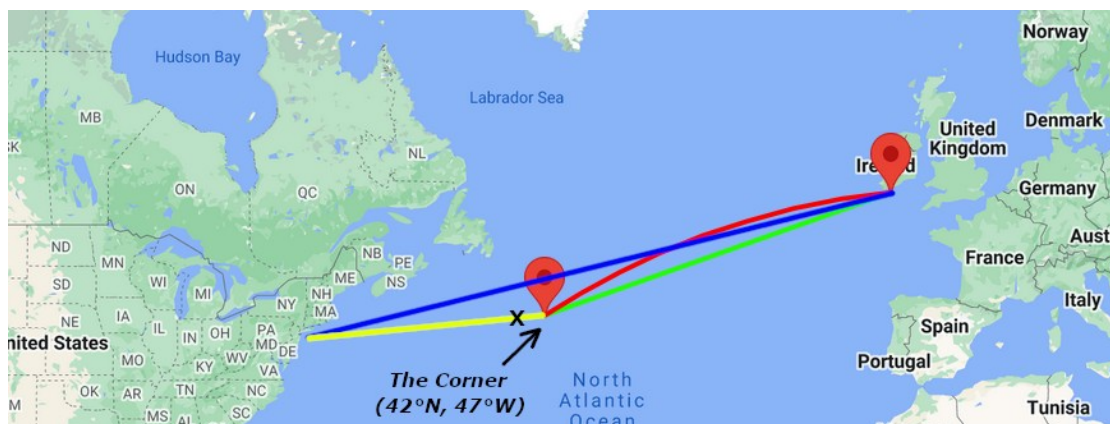 Norway
Hudson Bay
MB
Labrador Sea
United
Kingdom
Denmark
SK
NL
ON
QC
Germany
ND
NB
PE
MN
ME
NS
France
Aust
SD
WI
MI
NH
NY
MA
NE
IA
X
Italy
IL
IN
OH
PA
MD
DE
Spain
nited States
MO
WV
KY
VA
Portugal
The Corner
(42°N, 47°W)
North
Atlantic
Ocean
OK
AR
TN
NC
Tunisia
M
MS
AL
SC